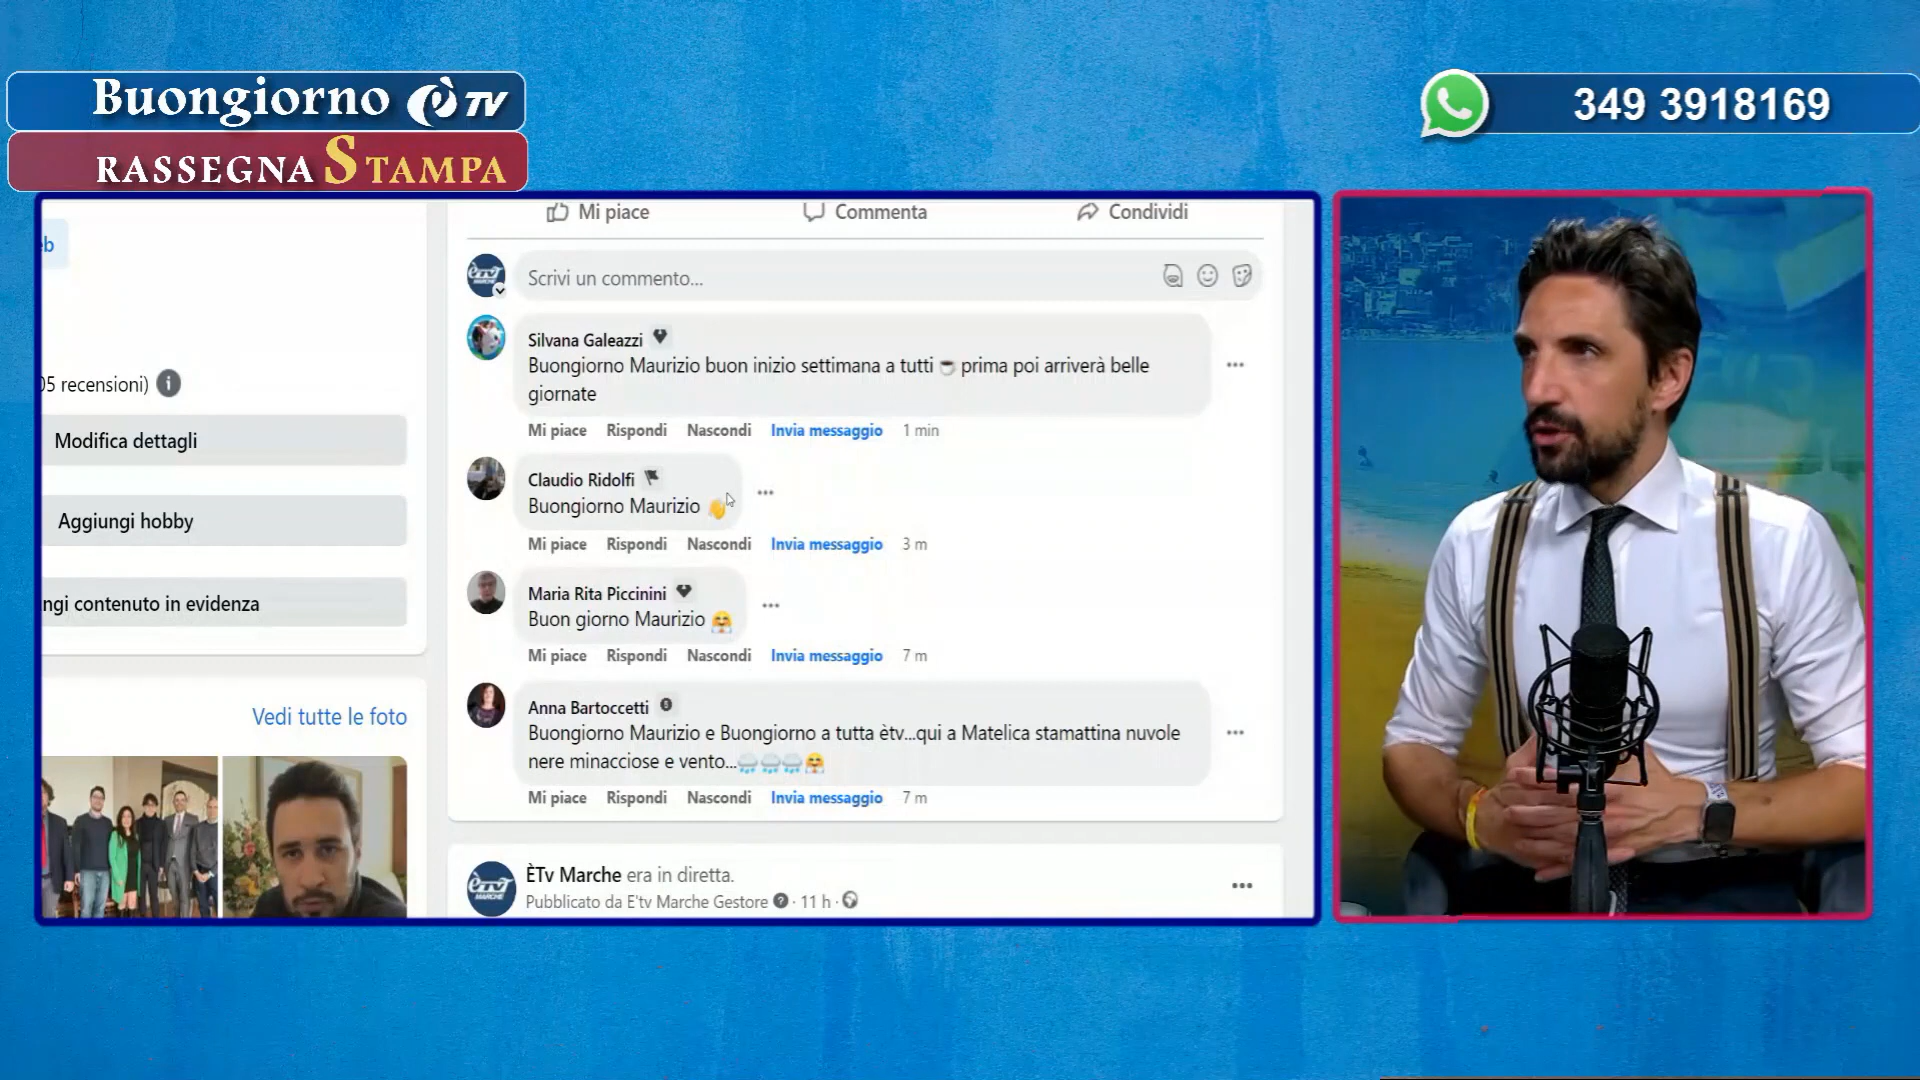 Buongiorno èTV
RASSEGNA STAMPA
349 3918169
Mi piace Commenta Condividi
eb
Scrivi un commento...
Silvana Galeazzi
Buongiorno Maurizio buon inizio settimana a tutti ☕ prima poi arriverà belle
giornate
05 recensioni)
Mi piace Rispondi Nascondi Invia messaggio 1 min
Modifica dettagli
Claudio Ridolfi
Buongiorno Maurizio 👋
Aggiungi hobby
Mi piace Rispondi Nascondi Invia messaggio 3 m
Maria Rita Piccinini
Buon giorno Maurizio 🤗
ngi contenuto in evidenza
Mi piace Rispondi Nascondi Invia messaggio 7 m
Anna Bartoccetti
Buongiorno Maurizio e Buongiorno a tutta ètv...qui a Matelica stamattina nuvole
nere minacciose e vento...🌧️🌧️🌧️🤗
Vedi tutte le foto
Mi piace Rispondi Nascondi Invia messaggio 7 m
ÈTv Marche era in diretta.
Pubblicato da E'tv Marche Gestore · 11 h ·